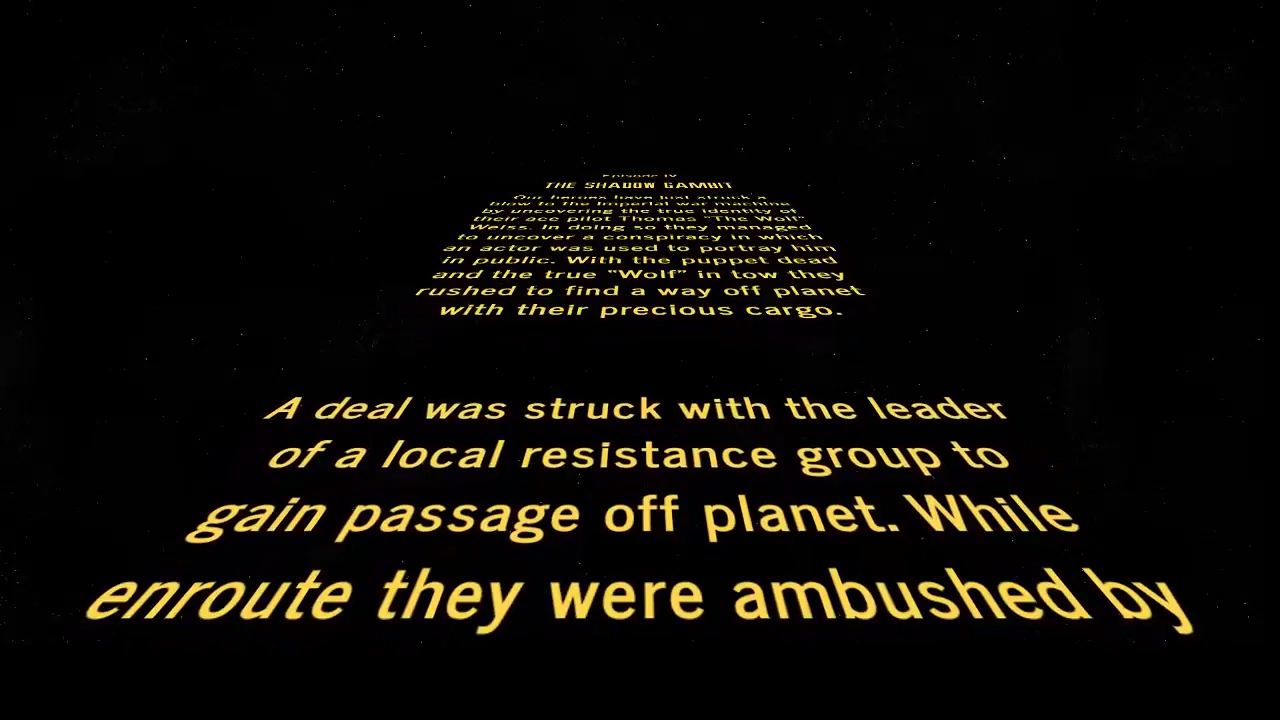 EPISODE IV
THE SHADOW GAMBIT
Our heroes have just struck a
blow to the Imperial war machine
by uncovering the true identity of
their ace pilot Thomas "The Wolf"
Weiss. In doing so they managed
to uncover a conspiracy in which
an actor was used to portray him
in public. With the puppet dead
and the true "Wolf" in tow they
rushed to find a way off planet
with their precious cargo.
A deal was struck with the leader
of a local resistance group to
gain passage off planet. While
enroute they were ambushed by